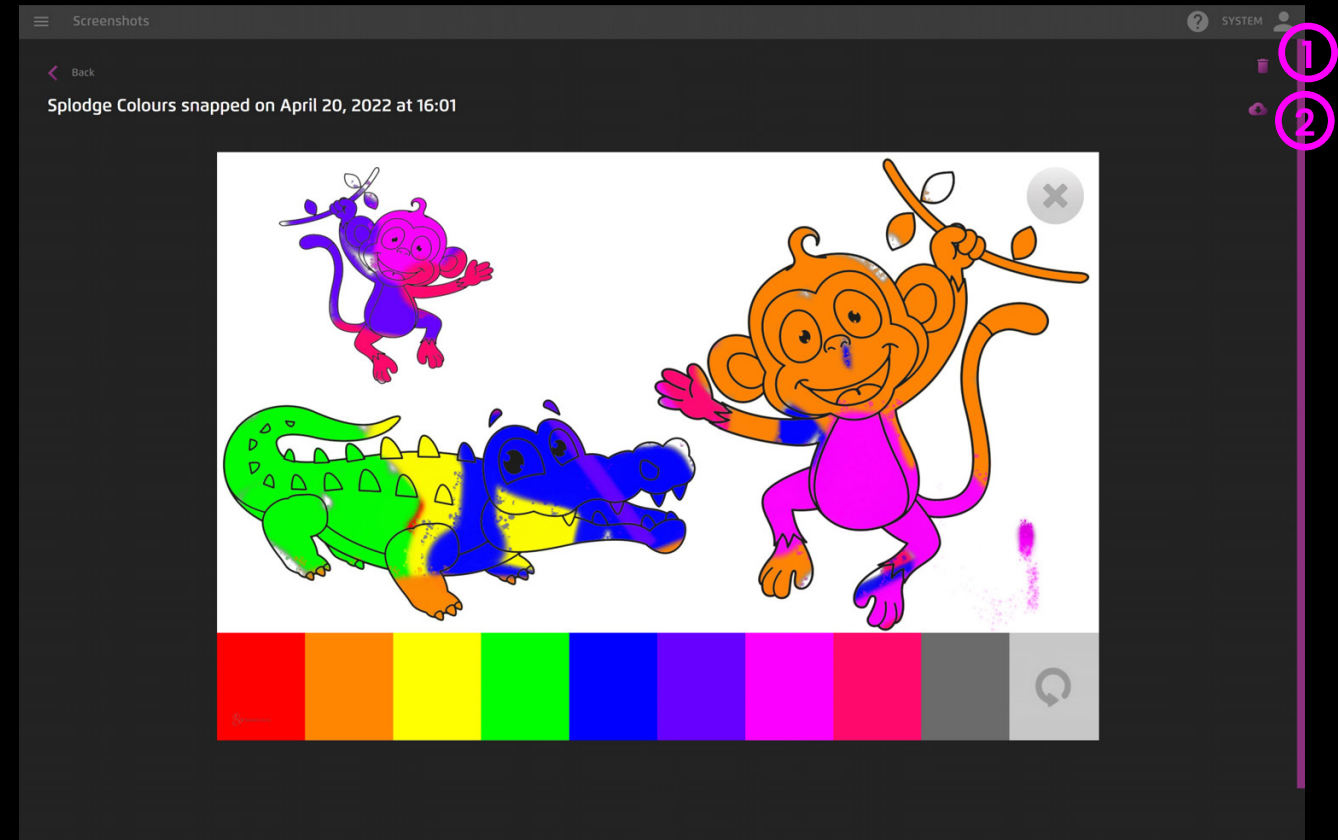 Screenshots
SYSTEM
1
Back
Splodge Colours snapped on April 20, 2022 at 16:01
2